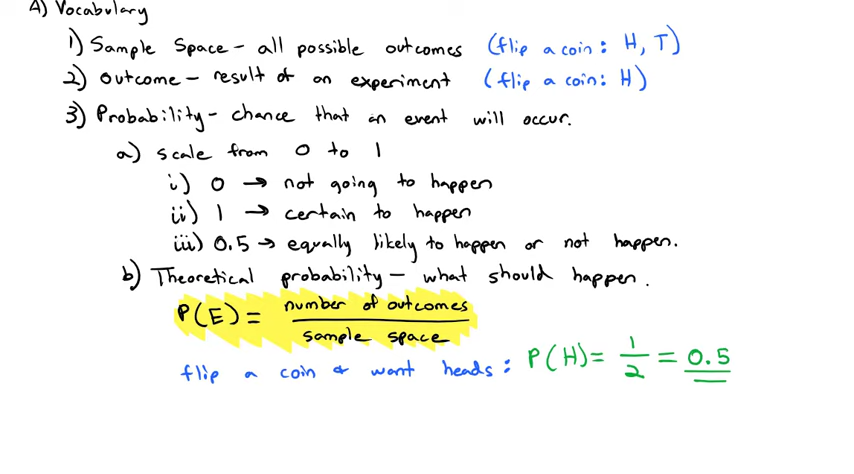 A) Vocabulary
1) Sample Space - all possible outcomes (flip a coin: H, T)
2) Outcome - result of an experiment (flip a coin: H)
3) Probability - chance that an event will occur.
a) scale from 0 to 1
i) 0 → not going to happen
ii) 1 → certain to happen
iii) 0.5 → equally likely to happen or not happen.
b) Theoretical probability - what should happen.
P(E) = number of outcomes / sample space
flip a coin & want heads: P(H) = 1/2 = 0.5